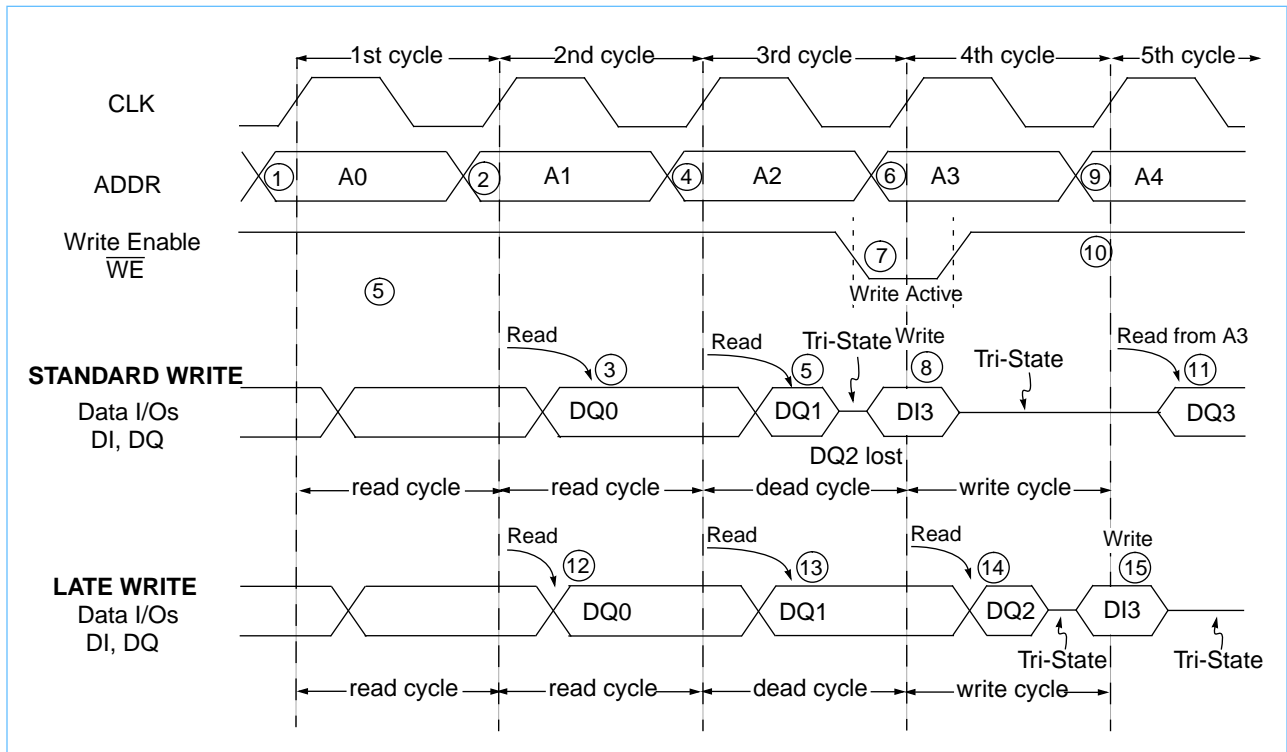 1st cycle 2nd cycle 3rd cycle 4th cycle 5th cycle
CLK
ADDR
1 A0 2 A1 4 A2 6 A3 9 A4
Write Enable
WE
7 10
5 Write Active
Read 3 Read 5 Tri-State Write 8 Tri-State Read from A3 11
STANDARD WRITE
Data I/Os
DI, DQ
DQ0 DQ1 DI3 DQ3
DQ2 lost
read cycle read cycle dead cycle write cycle
Read 12 Read 13 Read 14 Write 15
LATE WRITE
Data I/Os
DI, DQ
DQ0 DQ1 DQ2 DI3
Tri-State Tri-State
read cycle read cycle dead cycle write cycle